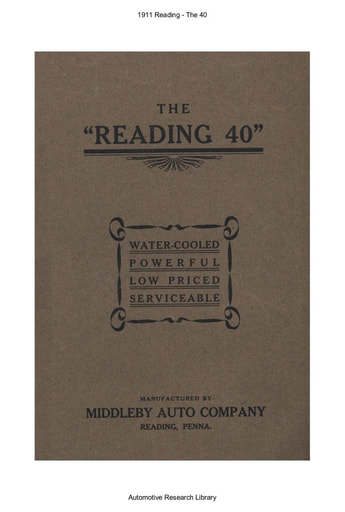 1911 Reading - The 40
THE
“READING 40”
WATER-COOLED
POWERFUL
LOW PRICED
SERVICEABLE
MANUFACTURED BY
MIDDLEBY AUTO COMPANY
READING, PENNA.
Automotive Research Library